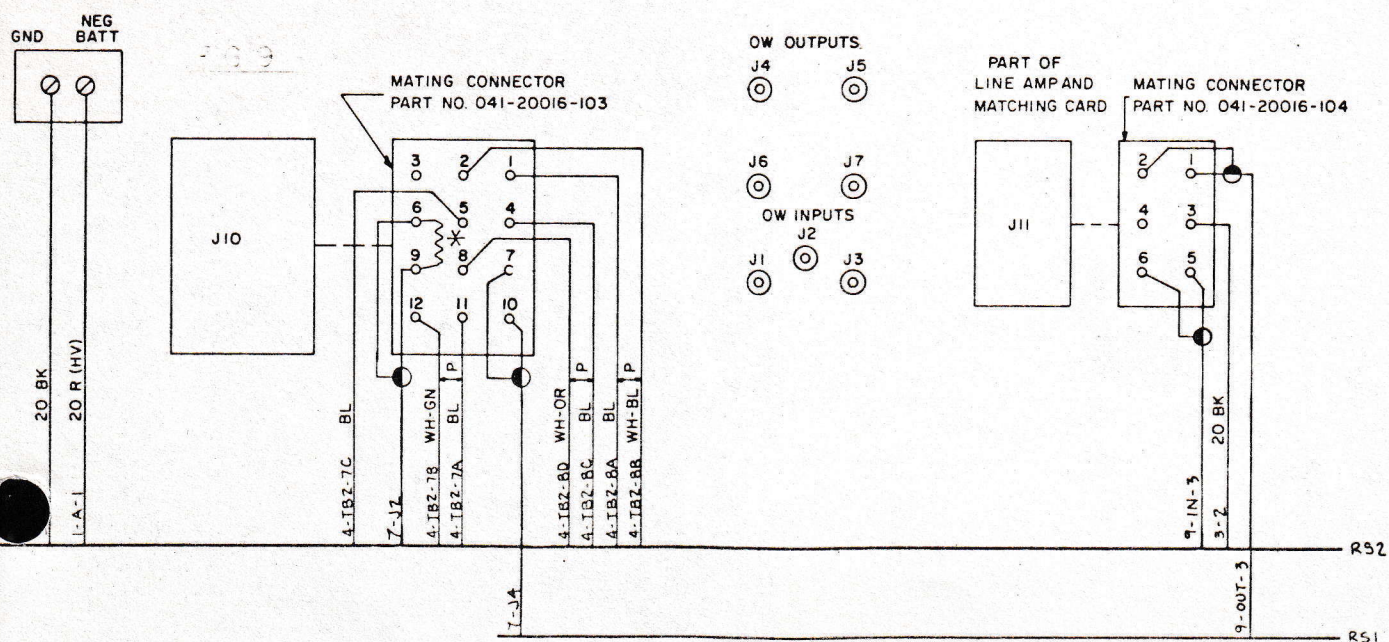 GND
NEG
BATT
MATING CONNECTOR
PART NO. 041-20016-103
J10
3 2 1
6 5 4
9 8 7
12 11 10
OW OUTPUTS
J4 J5
J6 J7
OW INPUTS
J2
J1 J3
PART OF
LINE AMP AND
MATCHING CARD
MATING CONNECTOR
PART NO. 041-20016-104
J11
2 1
4 3
6 5
20 BK
20 R (HV)
1-A-1
BL
4-TB2-7C
7-J2
WH-GN
4-TB2-7B
P
BL
4-TB2-7A
7-J4
WH-OR
4-TB2-8D
P
BL
4-TB2-8C
BL
4-TB2-8A
P
WH-BL
4-TB2-8B
9-IN-3
20 BK
3-2
9-OUT-3
RS2
RS1